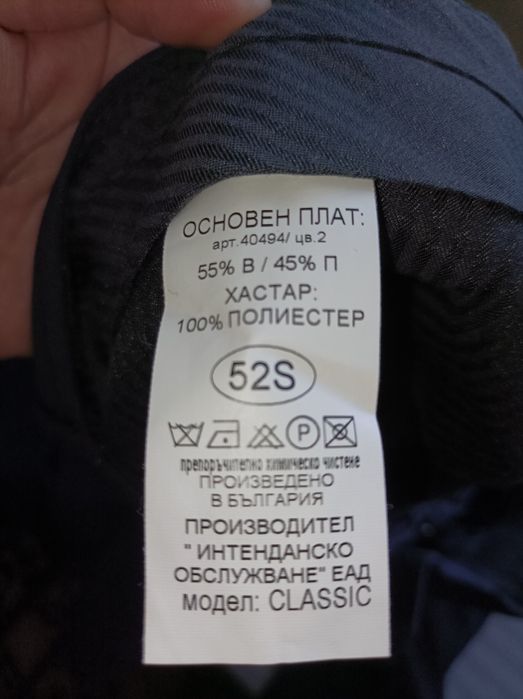 ОСНОВЕН ПЛАТ:
арт.40494/ цв.2
55% В / 45% П
ХАСТАР:
100% ПОЛИЕСТЕР
52S
P
препоръчително химическо чистене
ПРОИЗВЕДЕНО
В БЪЛГАРИЯ
ПРОИЗВОДИТЕЛ
" ИНТЕНДАНСКО
ОБСЛУЖВАНЕ" ЕАД
модел: CLASSIC